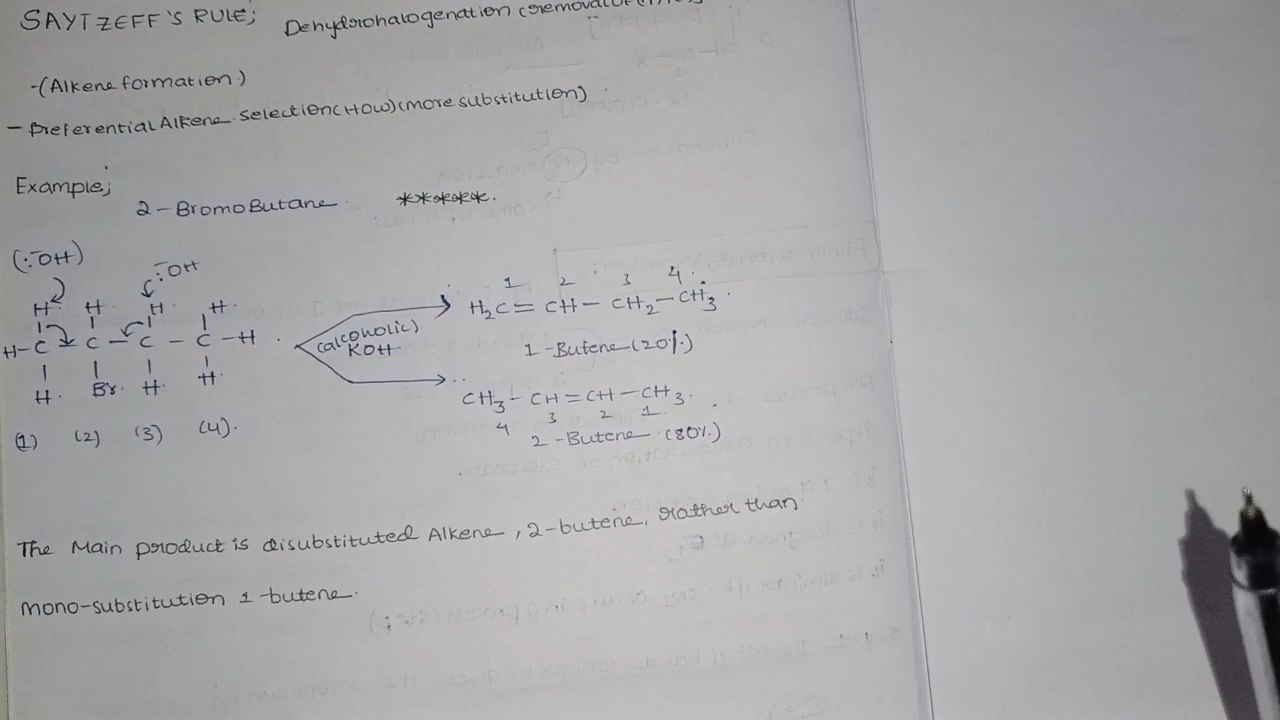 SAYTZEFF'S RULE; Dehydrohalogenation (removal of
-(Alkene formation)
- Preferential Alkene selection(How)(more substitution)
Example;
2-BromoButane *****.
(:⁻OH) :⁻OH
H H H H
H-C C - C - C -H
H Br H H
(1) (2) (3) (4)
(alcoholic)
KOH
1 2 3 4
H₂C = CH - CH₂ - CH₃
1-Butene (20%)
CH₃ - CH = CH - CH₃
4 3 2 1
2-Butene (80%)
The Main product is disubstituted Alkene, 2-butene, rather than
mono-substitution 1-butene.